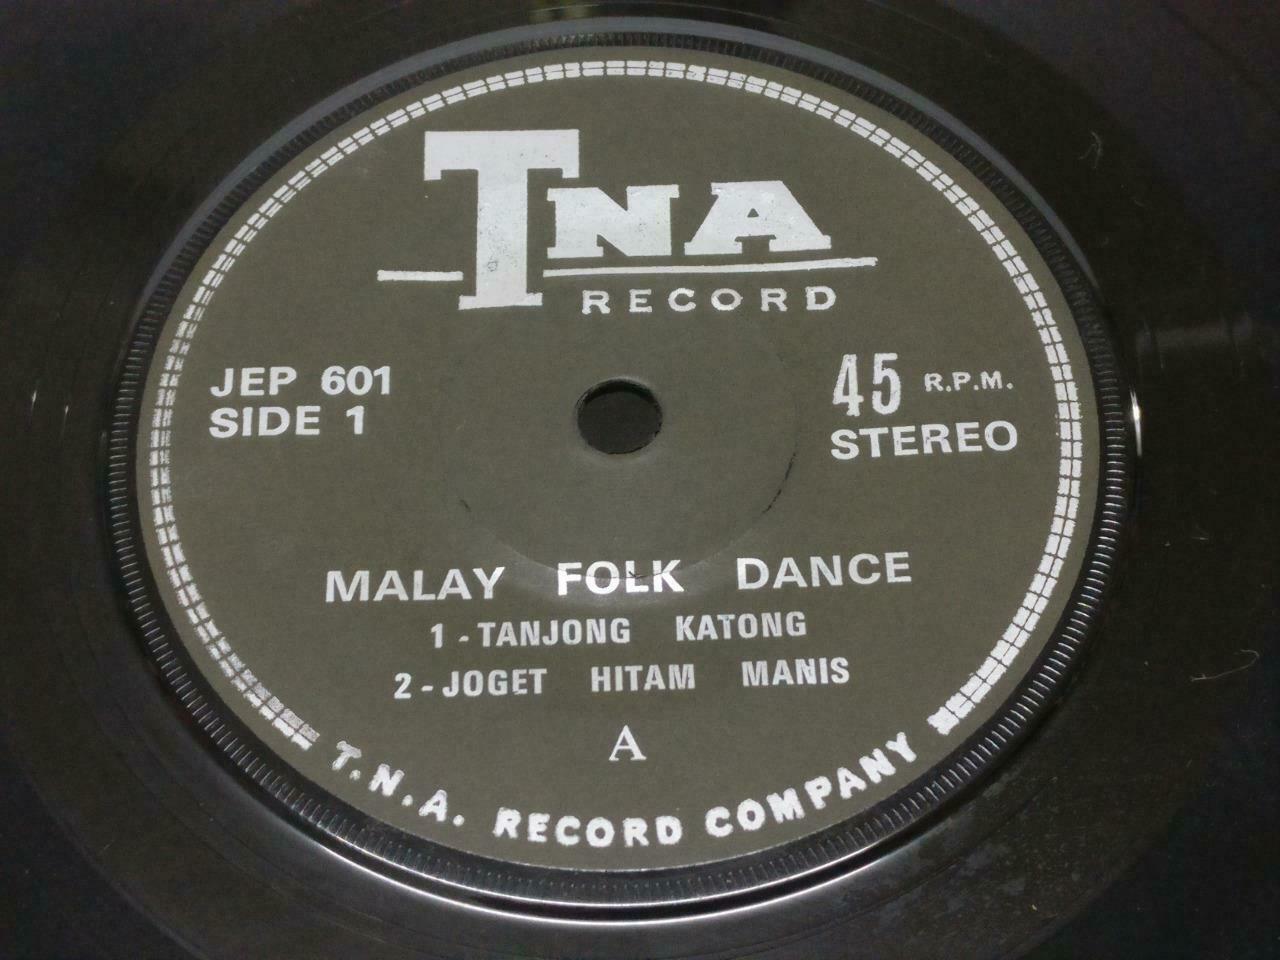 TNA
RECORD
JEP 601
SIDE 1
45 R.P.M.
STEREO
MALAY FOLK DANCE
1 - TANJONG KATONG
2 - JOGET HITAM MANIS
A
T.N.A. RECORD COMPANY